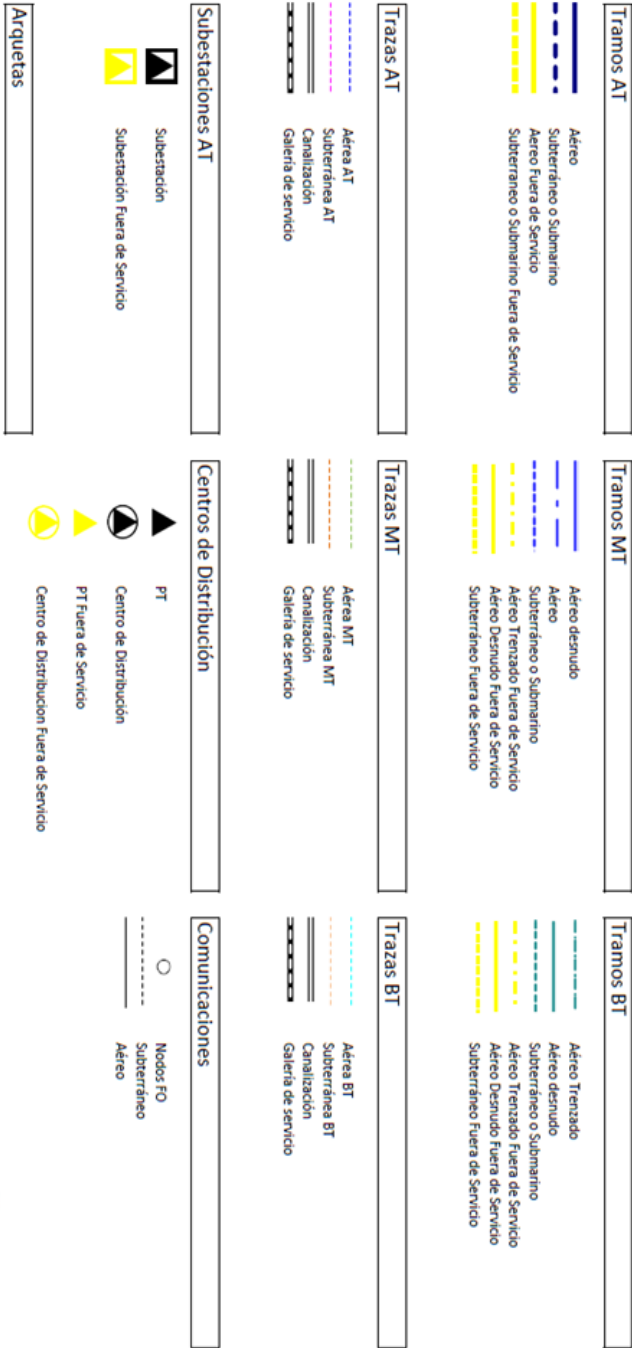 Tramos AT
Aéreo
Subterráneo o Submarino
Aereo Fuera de Servicio
Subterraneo o Submarino Fuera de Servicio
Tramos MT
Aéreo desnudo
Aéreo
Subterráneo o Submarino
Aéreo Trenzado Fuera de Servicio
Aéreo Desnudo Fuera de Servicio
Subterráneo Fuera de Servicio
Tramos BT
Aéreo Trenzado
Aéreo desnudo
Subterráneo o Submarino
Aéreo Trenzado Fuera de Servicio
Aéreo Desnudo Fuera de Servicio
Subterráneo Fuera de Servicio
Trazas AT
Aérea AT
Subterránea AT
Canalización
Galería de servicio
Trazas MT
Aérea MT
Subterránea MT
Canalización
Galería de servicio
Trazas BT
Aérea BT
Subterránea BT
Canalización
Galería de servicio
Subestaciones AT
Subestación
Subestación Fuera de Servicio
Centros de Distribución
PT
Centro de Distribución
PT Fuera de Servicio
Centro de Distribucion Fuera de Servicio
Comunicaciones
Nodos FO
Subterráneo
Aéreo
Arquetas